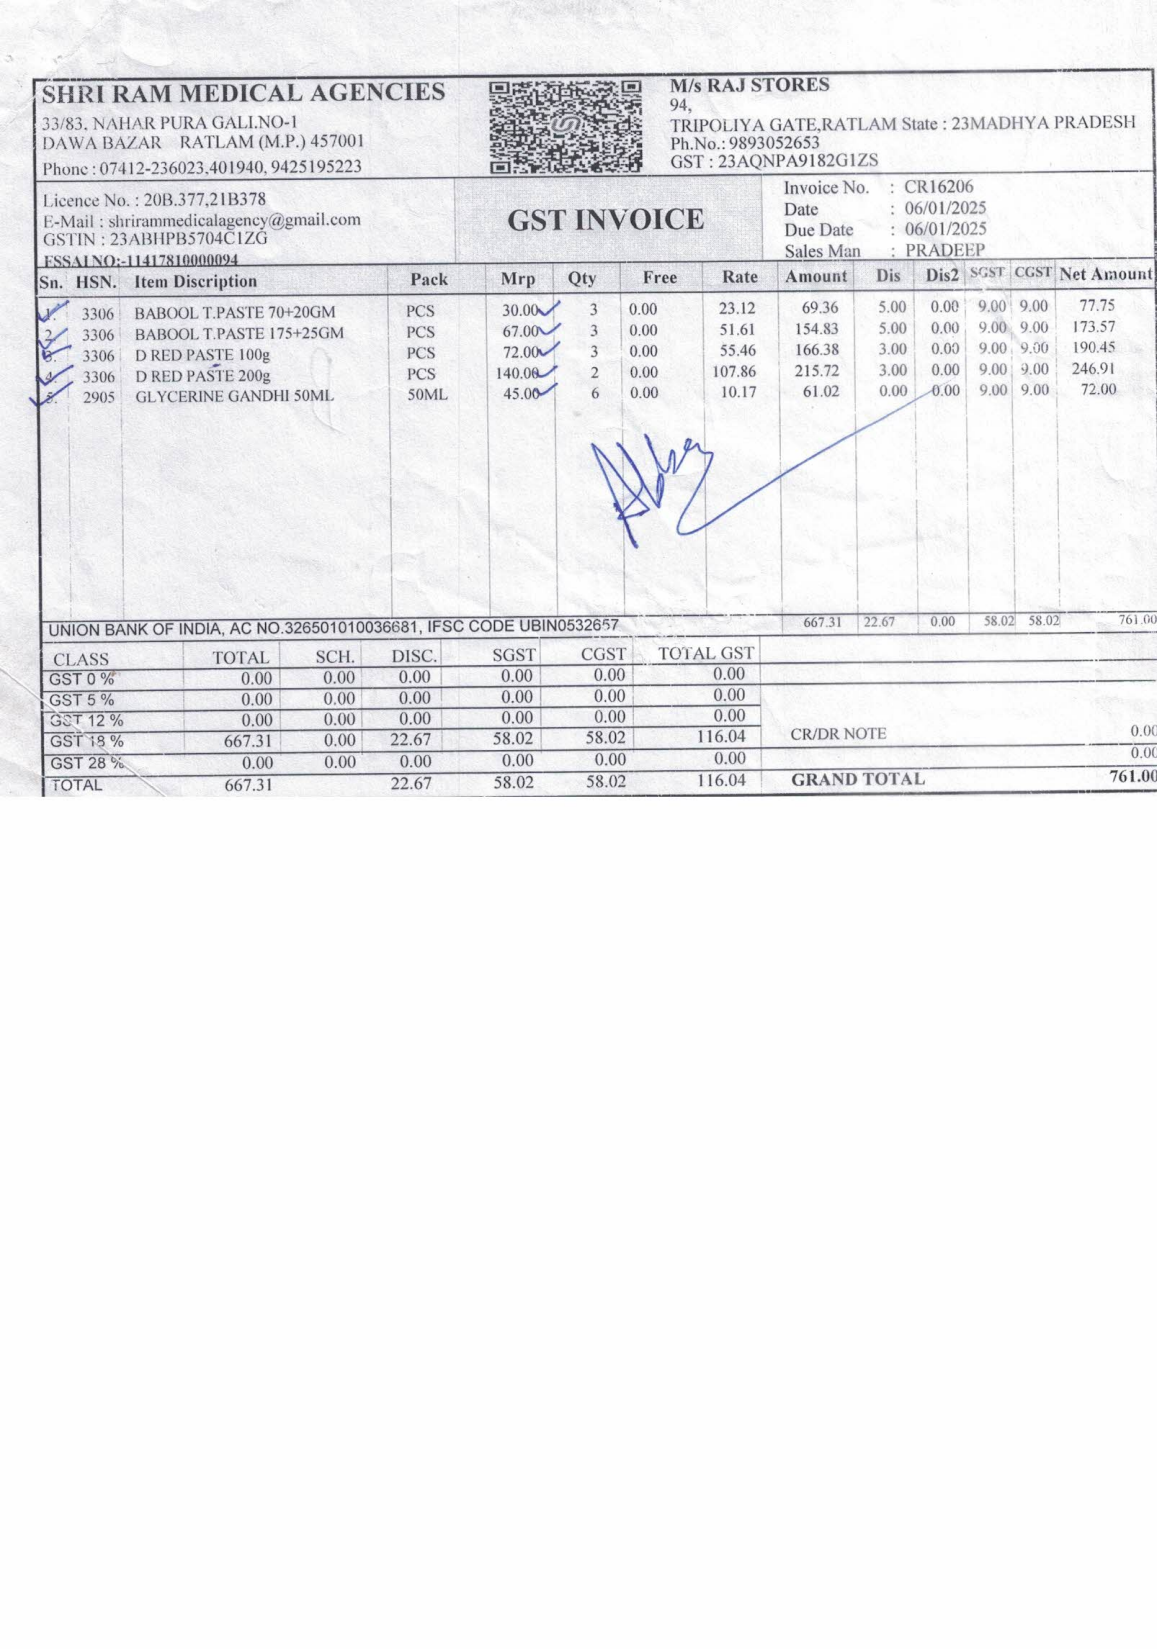 SHRI RAM MEDICAL AGENCIES
33/83, NAHAR PURA GALI.NO-1
DAWA BAZAR RATLAM (M.P.) 457001
Phone : 07412-236023,401940, 9425195223
M/s RAJ STORES
94,
TRIPOLIYA GATE,RATLAM State : 23MADHYA PRADESH
Ph.No.: 9893052653
GST : 23AQNPA9182G1ZS
Licence No. : 20B.377,21B378
E-Mail : shrirammedicalagency@gmail.com
GSTIN : 23ABHPB5704C1ZG
FSSAI NO:-11417810000094
GST INVOICE
Invoice No. : CR16206
Date : 06/01/2025
Due Date : 06/01/2025
Sales Man : PRADEEP
Sn. HSN. Item Discription Pack Mrp Qty Free Rate Amount Dis Dis2 SGST CGST Net Amount
1. 3306 BABOOL T.PASTE 70+20GM PCS 30.00 3 0.00 23.12 69.36 5.00 0.00 9.00 9.00 77.75
2. 3306 BABOOL T.PASTE 175+25GM PCS 67.00 3 0.00 51.61 154.83 5.00 0.00 9.00 9.00 173.57
3. 3306 D RED PASTE 100g PCS 72.00 3 0.00 55.46 166.38 3.00 0.00 9.00 9.00 190.45
4. 3306 D RED PASTE 200g PCS 140.00 2 0.00 107.86 215.72 3.00 0.00 9.00 9.00 246.91
5. 2905 GLYCERINE GANDHI 50ML 50ML 45.00 6 0.00 10.17 61.02 0.00 0.00 9.00 9.00 72.00
UNION BANK OF INDIA, AC NO.326501010036681, IFSC CODE UBIN0532657 667.31 22.67 0.00 58.02 58.02 761.00
CLASS TOTAL SCH. DISC. SGST CGST TOTAL GST
GST 0 % 0.00 0.00 0.00 0.00 0.00 0.00
GST 5 % 0.00 0.00 0.00 0.00 0.00 0.00
GST 12 % 0.00 0.00 0.00 0.00 0.00 0.00
GST 18 % 667.31 0.00 22.67 58.02 58.02 116.04 CR/DR NOTE 0.00
GST 28 % 0.00 0.00 0.00 0.00 0.00 0.00 0.00
TOTAL 667.31 22.67 58.02 58.02 116.04 GRAND TOTAL 761.00